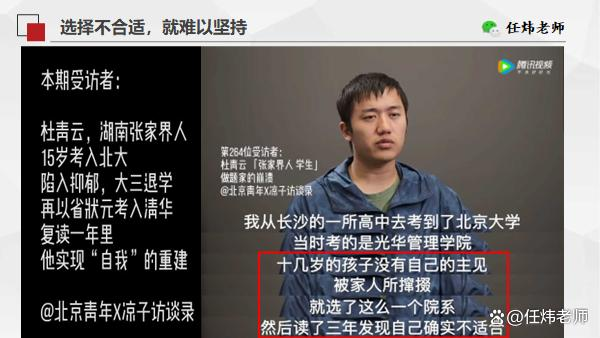 选择不合适，就难以坚持
任炜老师
本期受访者：
杜青云，湖南张家界人
15岁考入北大
陷入抑郁，大三退学
再以省状元考入清华
复读一年里
他实现“自我”的重建
@北京青年X凉子访谈录
腾讯视频
第264位受访者：
杜青云「张家界人 学生」
做题家的崩溃
@北京青年X凉子访谈录
我从长沙的一所高中去考到了北京大学
当时考的是光华管理学院
十几岁的孩子没有自己的主见
被家人所撺掇
就选了这么一个院系
然后读了三年发现自己确实不适合
@任炜老师